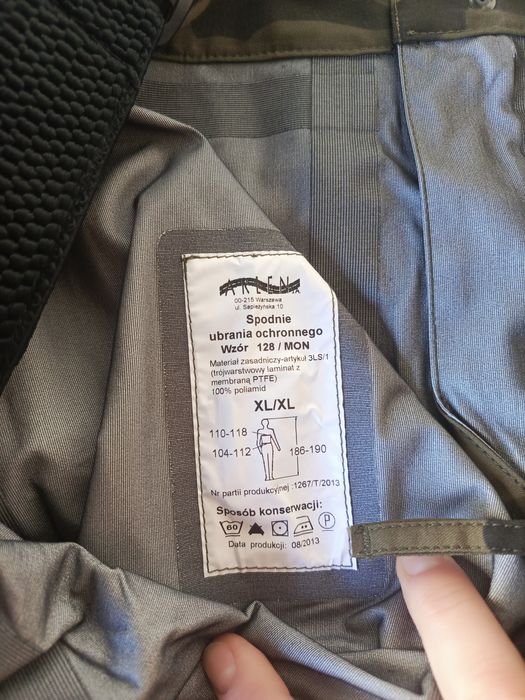 ARLEN
00-215 Warszawa
ul. Sapieżyńska 10
Spodnie
ubrania ochronnego
Wzór 128 / MON
Materiał zasadniczy-artykuł 3LS/1
(trójwarstwowy laminat z
membraną PTFE)
100% poliamid
XL/XL
110-118
104-112 186-190
Nr partii produkcyjnej :1267/T/2013
Sposób konserwacji:
60 P
Data produkcji: 08/2013